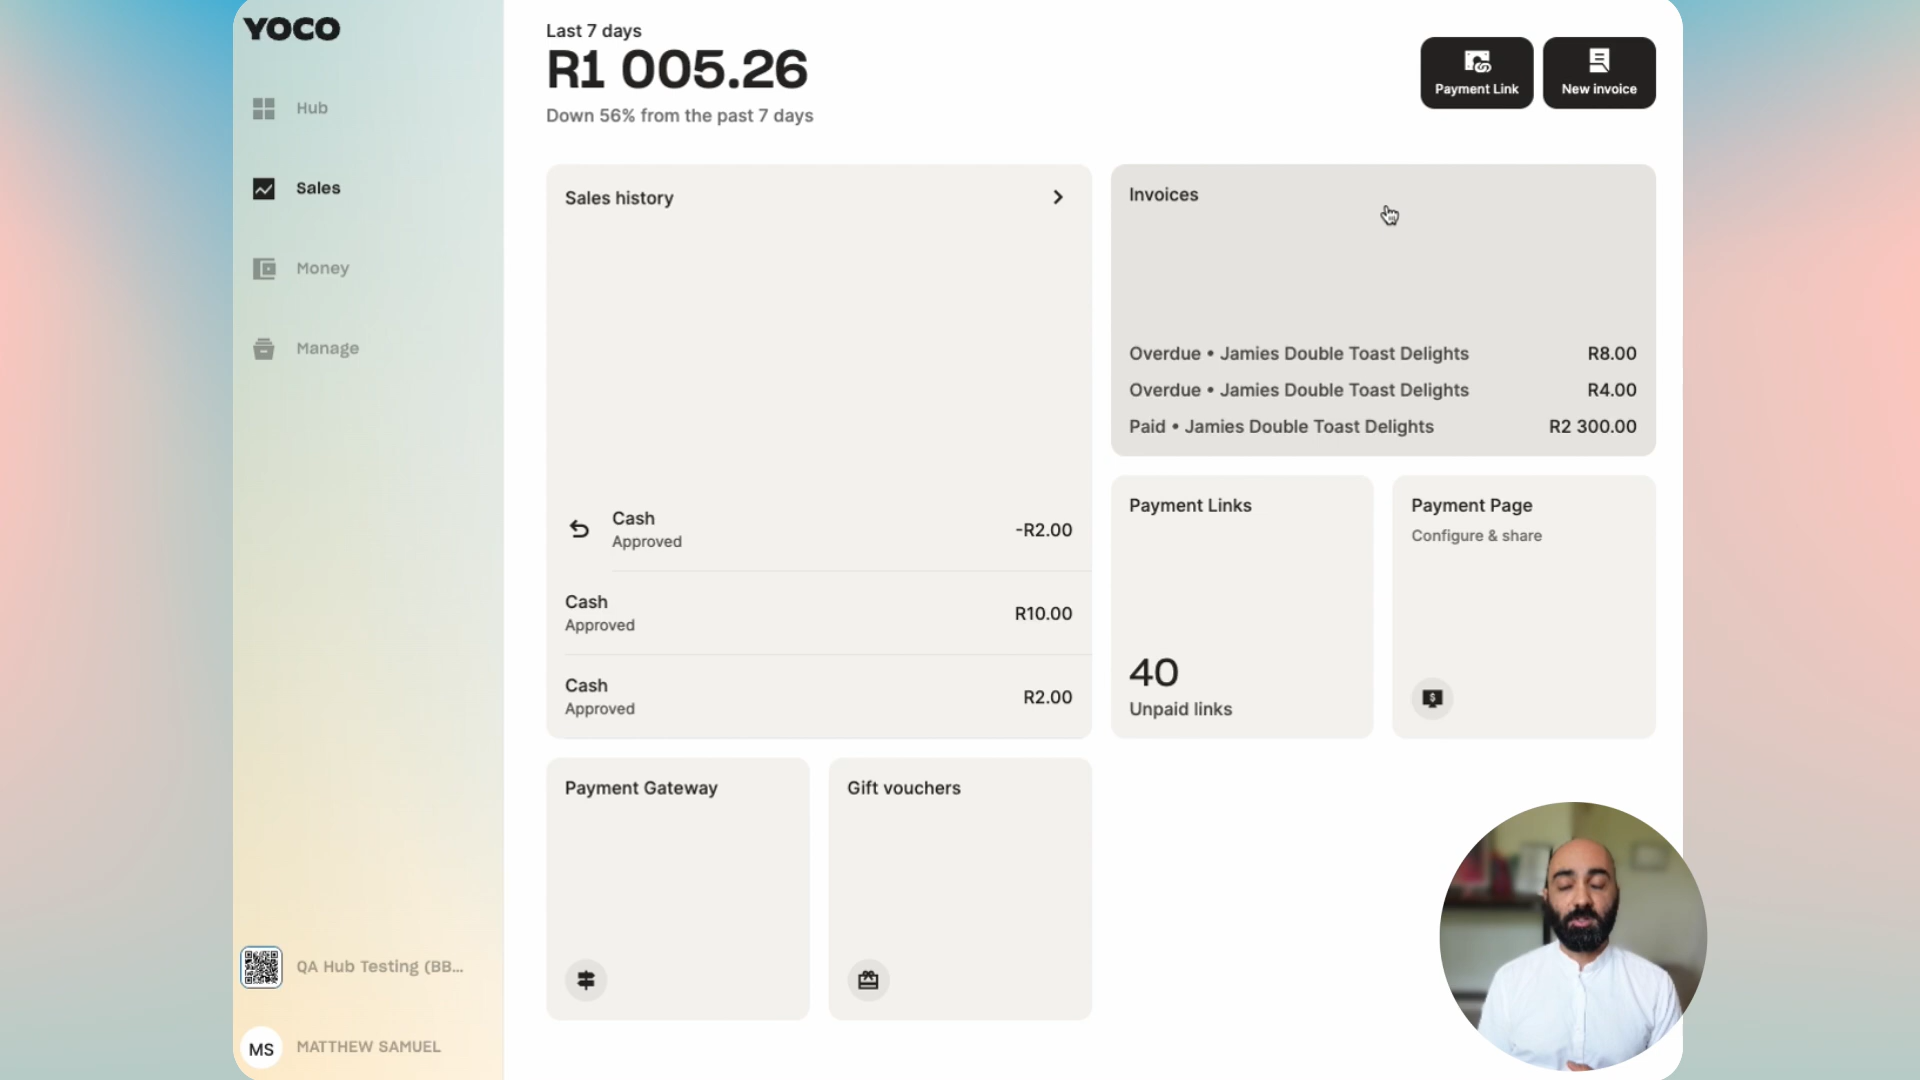 YOCO
Hub
Sales
Money
Manage
QA Hub Testing (BB...
MS
MATTHEW SAMUEL
Last 7 days
R1 005.26
Down 56% from the past 7 days
Payment Link
New invoice
Sales history
Cash
Approved
-R2.00
Cash
Approved
R10.00
Cash
Approved
R2.00
Invoices
Overdue • Jamies Double Toast Delights R8.00
Overdue • Jamies Double Toast Delights R4.00
Paid • Jamies Double Toast Delights R2 300.00
Payment Links
40
Unpaid links
Payment Page
Configure & share
Payment Gateway
Gift vouchers